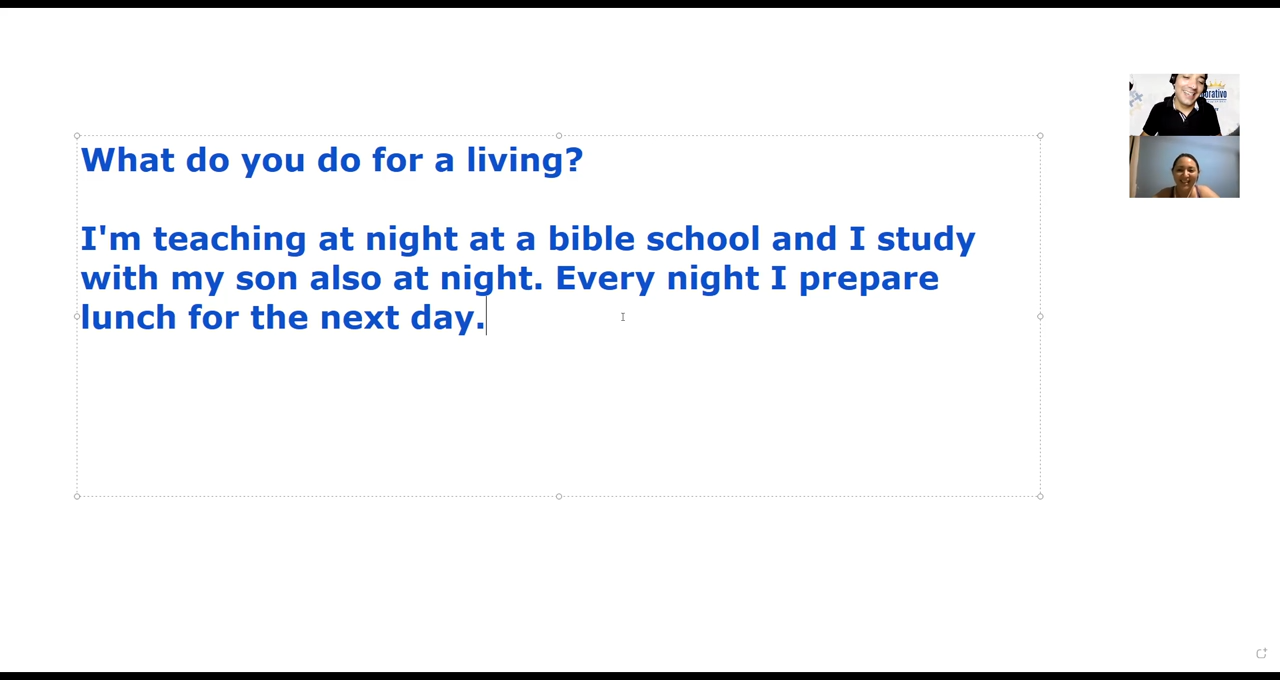 What do you do for a living?
I'm teaching at night at a bible school and I study
with my son also at night. Every night I prepare
lunch for the next day.
orativo